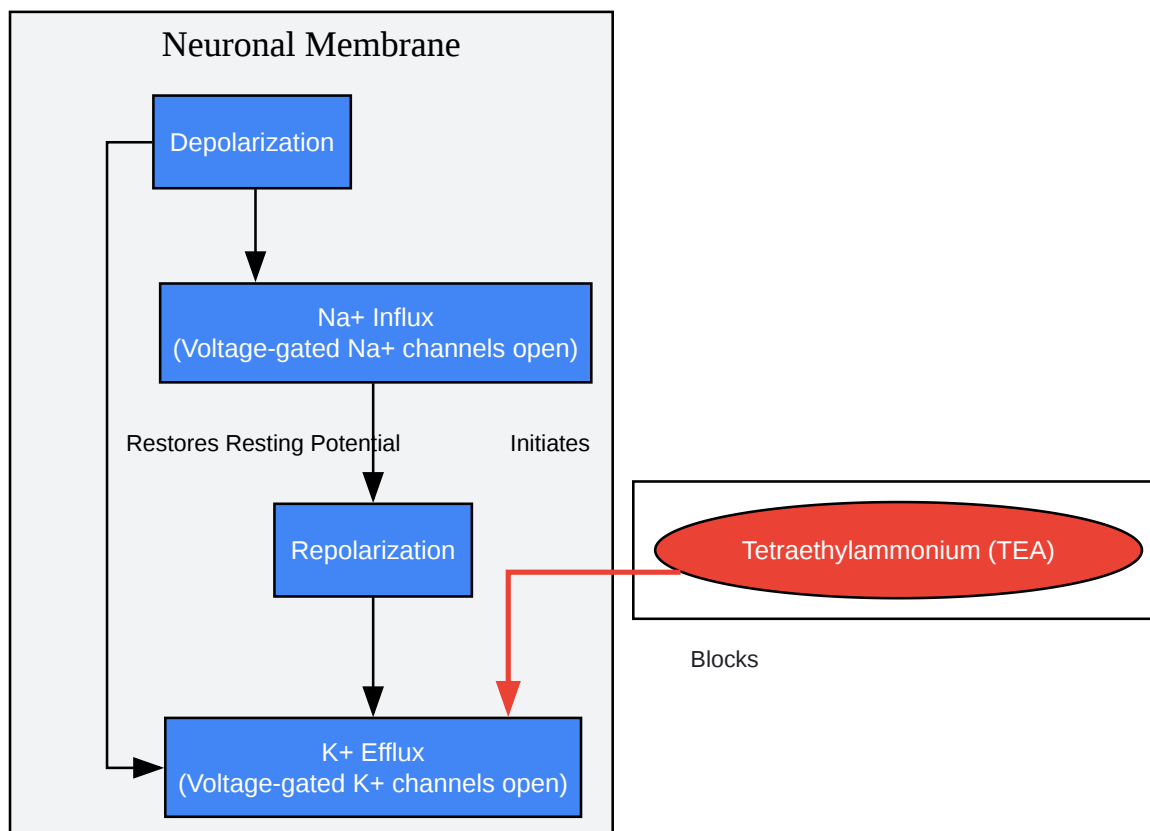 Neuronal Membrane
Depolarization
Na+ Influx
(Voltage-gated Na+ channels open)
Restores Resting Potential
Initiates
Repolarization
Tetraethylammonium (TEA)
Blocks
K+ Efflux
(Voltage-gated K+ channels open)